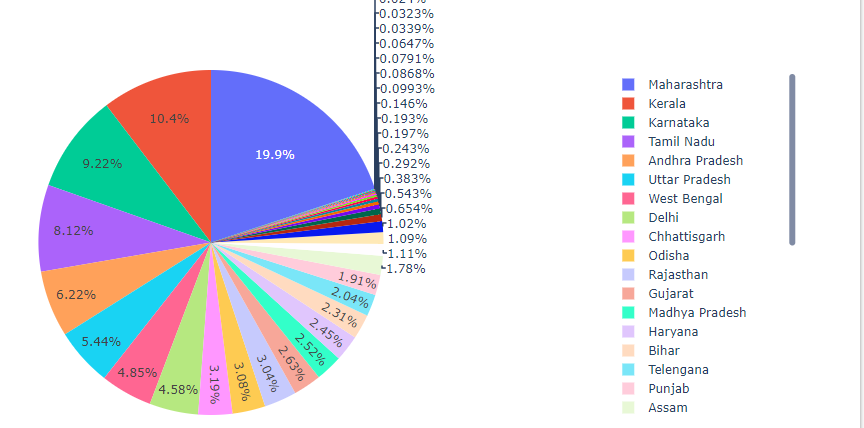 0.0323%
0.0339%
0.0647%
0.0791%
0.0868%
0.0993%
0.146%
0.193%
0.197%
0.243%
0.292%
0.383%
0.543%
0.654%
1.02%
1.09%
1.11%
1.78%
19.9%
10.4%
9.22%
8.12%
6.22%
5.44%
4.85%
4.58%
3.19%
3.08%
3.04%
2.63%
2.52%
2.45%
2.31%
2.04%
1.91%
Maharashtra
Kerala
Karnataka
Tamil Nadu
Andhra Pradesh
Uttar Pradesh
West Bengal
Delhi
Chhattisgarh
Odisha
Rajasthan
Gujarat
Madhya Pradesh
Haryana
Bihar
Telengana
Punjab
Assam